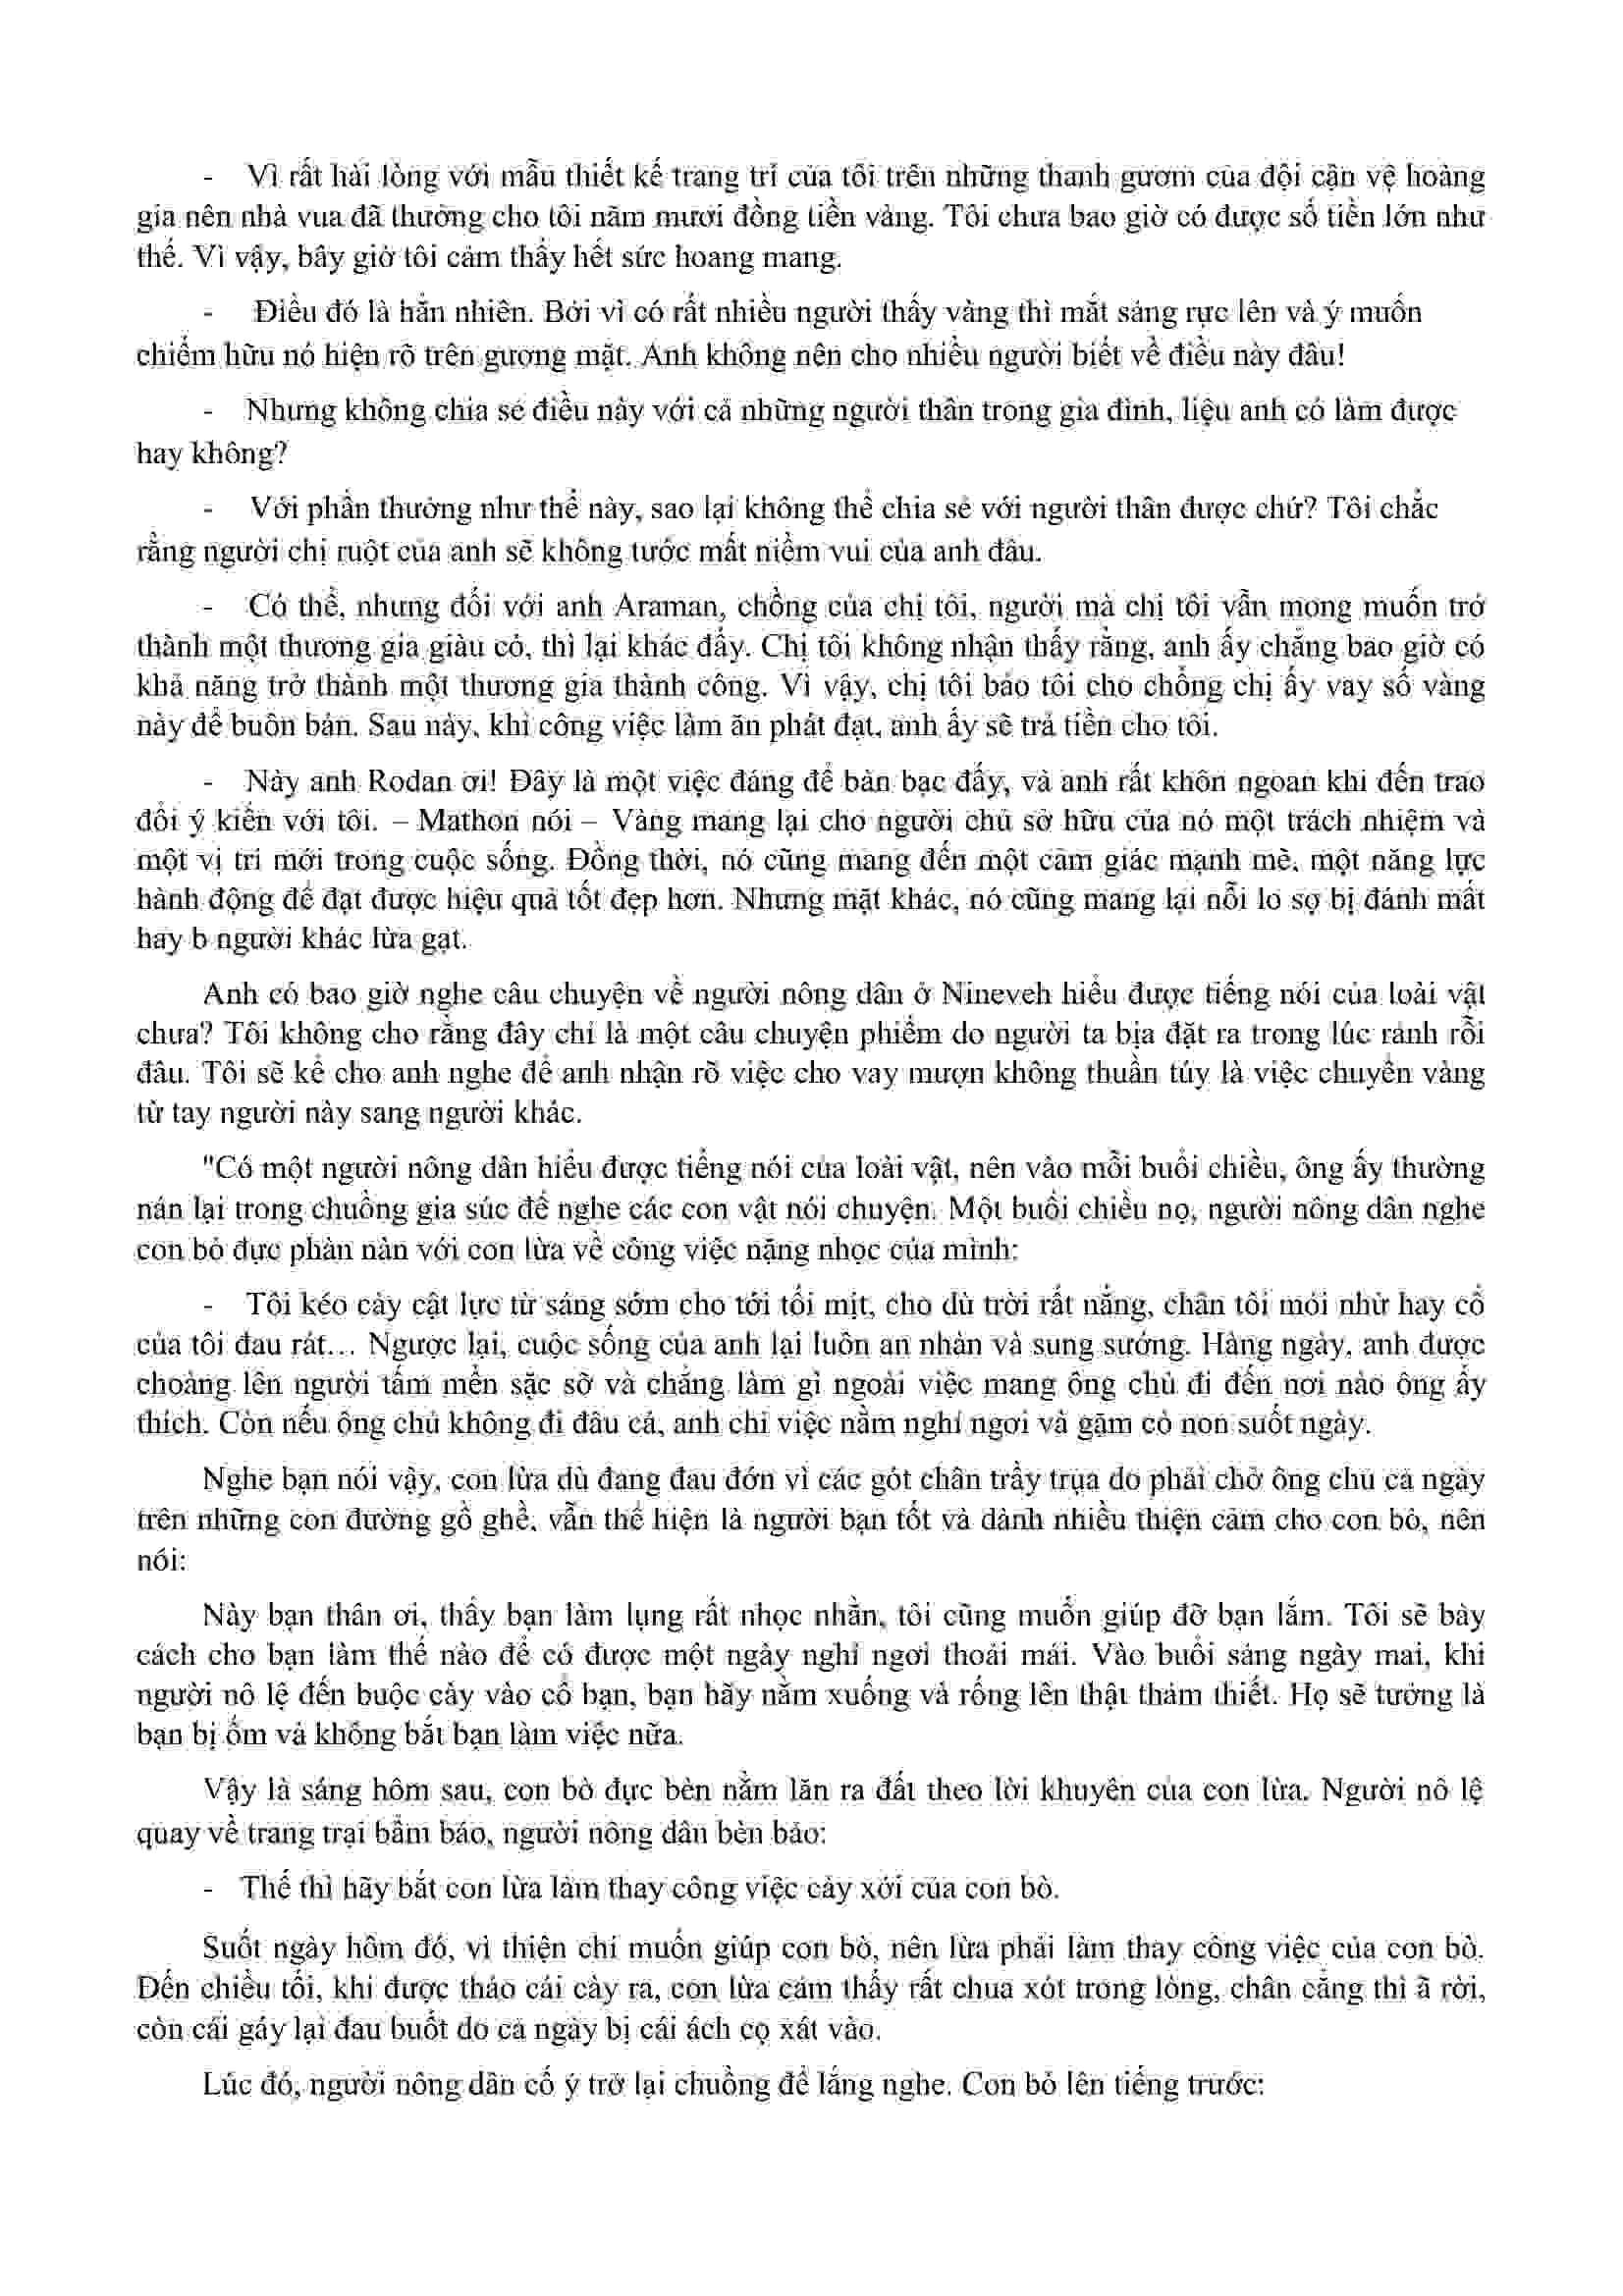 - Vì rất hài lòng với mẫu thiết kế trang trí của tôi trên những thanh gươm của đội cận vệ hoàng
gia nên nhà vua đã thưởng cho tôi năm mươi đồng tiền vàng. Tôi chưa bao giờ có được số tiền lớn như
thế. Vì vậy, bây giờ tôi cảm thấy hết sức hoang mang.
- Điều đó là hẳn nhiên. Bởi vì có rất nhiều người thấy vàng thì mắt sáng rực lên và ý muốn
chiếm hữu nó hiện rõ trên gương mặt. Anh không nên cho nhiều người biết về điều này đâu!
- Nhưng không chia sẻ điều này với cả những người thân trong gia đình, liệu anh có làm được
hay không?
- Với phần thưởng như thế này, sao lại không thể chia sẻ với người thân được chứ? Tôi chắc
rằng người chị ruột của anh sẽ không tước mất niềm vui của anh đâu.
- Có thể, nhưng đối với anh Araman, chồng của chị tôi, người mà chị tôi vẫn mong muốn trở
thành một thương gia giàu có, thì lại khác đấy. Chị tôi không nhận thấy rằng, anh ấy chẳng bao giờ có
khả năng trở thành một thương gia thành công. Vì vậy, chị tôi bảo tôi cho chồng chị ấy vay số vàng
này để buôn bán. Sau này, khi công việc làm ăn phát đạt, anh ấy sẽ trả tiền cho tôi.
- Này anh Rodan ơi! Đây là một việc đáng để bàn bạc đấy, và anh rất khôn ngoan khi đến trao
đổi ý kiến với tôi. – Mathon nói – Vàng mang lại cho người chủ sở hữu của nó một trách nhiệm và
một vị trí mới trong cuộc sống. Đồng thời, nó cũng mang đến một cảm giác mạnh mẽ, một năng lực
hành động để đạt được hiệu quả tốt đẹp hơn. Nhưng mặt khác, nó cũng mang lại nỗi lo sợ bị đánh mất
hay b người khác lừa gạt.
Anh có bao giờ nghe câu chuyện về người nông dân ở Nineveh hiểu được tiếng nói của loài vật
chưa? Tôi không cho rằng đây chỉ là một câu chuyện phiếm do người ta bịa đặt ra trong lúc rảnh rỗi
đâu. Tôi sẽ kể cho anh nghe để anh nhận rõ việc cho vay mượn không thuần túy là việc chuyển vàng
từ tay người này sang người khác.
"Có một người nông dân hiểu được tiếng nói của loài vật, nên vào mỗi buổi chiều, ông ấy thường
nán lại trong chuồng gia súc để nghe các con vật nói chuyện. Một buổi chiều nọ, người nông dân nghe
con bò đực phàn nàn với con lừa về công việc nặng nhọc của mình:
- Tôi kéo cày cật lực từ sáng sớm cho tới tối mịt, cho dù trời rất nắng, chân tôi mỏi nhừ hay cổ
của tôi đau rát… Ngược lại, cuộc sống của anh lại luôn an nhàn và sung sướng. Hàng ngày, anh được
choàng lên người tấm mền sặc sỡ và chẳng làm gì ngoài việc mang ông chủ đi đến nơi nào ông ấy
thích. Còn nếu ông chủ không đi đâu cả, anh chỉ việc nằm nghỉ ngơi và gặm cỏ non suốt ngày.
Nghe bạn nói vậy, con lừa dù đang đau đớn vì các gót chân trầy trụa do phải chở ông chủ cả ngày
trên những con đường gồ ghề, vẫn thể hiện là người bạn tốt và dành nhiều thiện cảm cho con bò, nên
nói:
Này bạn thân ơi, thấy bạn làm lụng rất nhọc nhằn, tôi cũng muốn giúp đỡ bạn lắm. Tôi sẽ bày
cách cho bạn làm thế nào để có được một ngày nghỉ ngơi thoải mái. Vào buổi sáng ngày mai, khi
người nô lệ đến buộc cày vào cổ bạn, bạn hãy nằm xuống và rống lên thật thảm thiết. Họ sẽ tưởng là
bạn bị ốm và không bắt bạn làm việc nữa.
Vậy là sáng hôm sau, con bò đực bèn nằm lăn ra đất theo lời khuyên của con lừa. Người nô lệ
quay về trang trại bẩm báo, người nông dân bèn bảo:
- Thế thì hãy bắt con lừa làm thay công việc cày xới của con bò.
Suốt ngày hôm đó, vì thiện chí muốn giúp con bò, nên lừa phải làm thay công việc của con bò.
Đến chiều tối, khi được tháo cái cày ra, con lừa cảm thấy rất chua xót trong lòng, chân cẳng thì ã rời,
còn cái gáy lại đau buốt do cả ngày bị cái ách cọ xát vào.
Lúc đó, người nông dân cố ý trở lại chuồng để lắng nghe. Con bò lên tiếng trước: